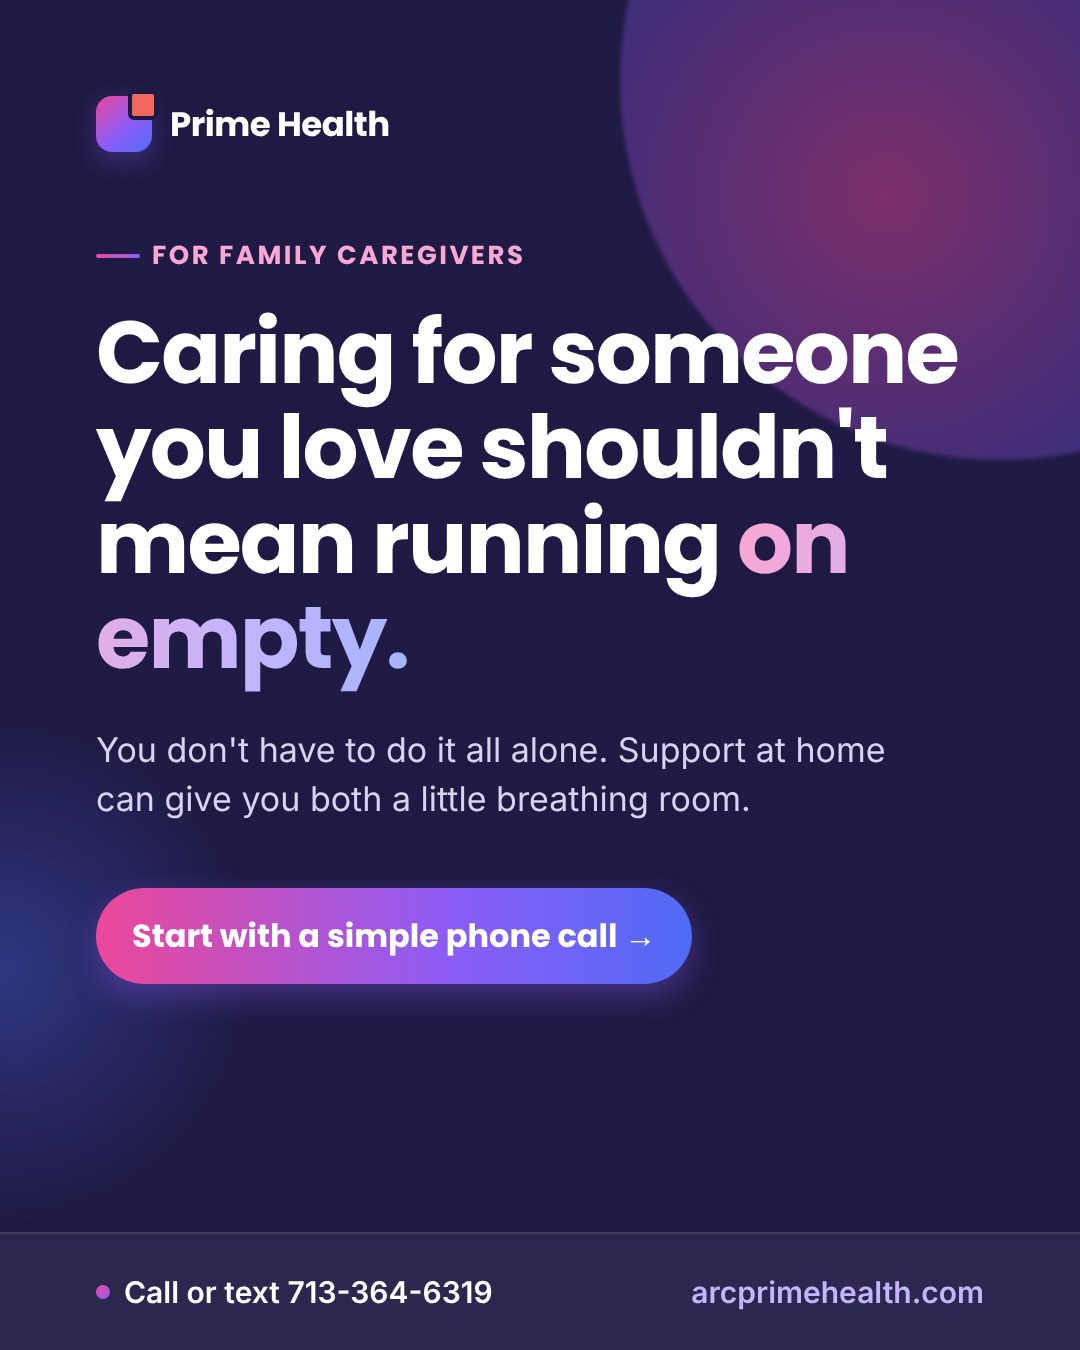 Prime Health
FOR FAMILY CAREGIVERS
Caring for someone
you love shouldn't
mean running on
empty.
You don't have to do it all alone. Support at home
can give you both a little breathing room.
Start with a simple phone call →
Call or text 713-364-6319
arcprimehealth.com